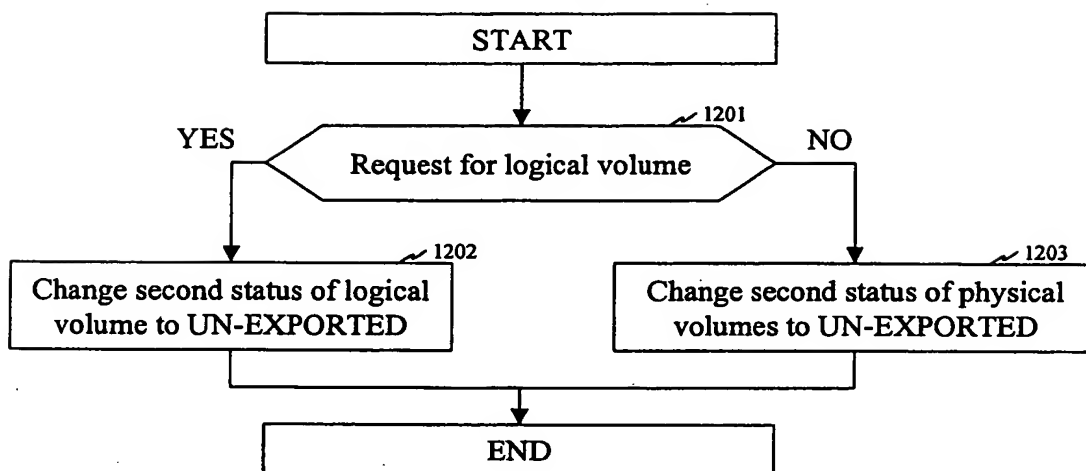 START
1201
YES
NO
Request for logical volume
1202
Change second status of logical
volume to UN-EXPORTED
1203
Change second status of physical
volumes to UN-EXPORTED
END